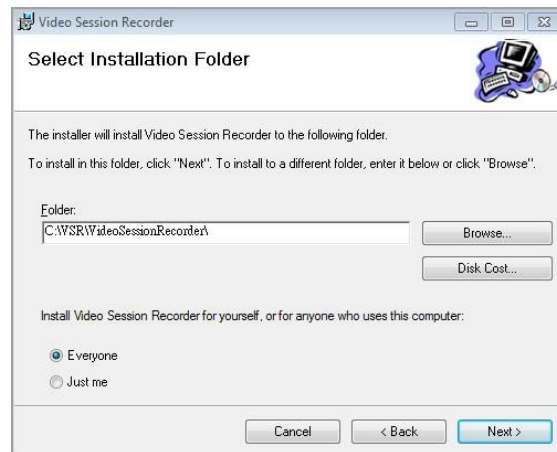 Video Session Recorder
Select Installation Folder
The installer will install Video Session Recorder to the following folder.
To install in this folder, click "Next". To install to a different folder, enter it below or click "Browse".
Folder:
C:\VSR\VideoSessionRecorder\
Browse...
Disk Cost...
Install Video Session Recorder for yourself, or for anyone who uses this computer:
Everyone
Just me
Cancel
< Back
Next >